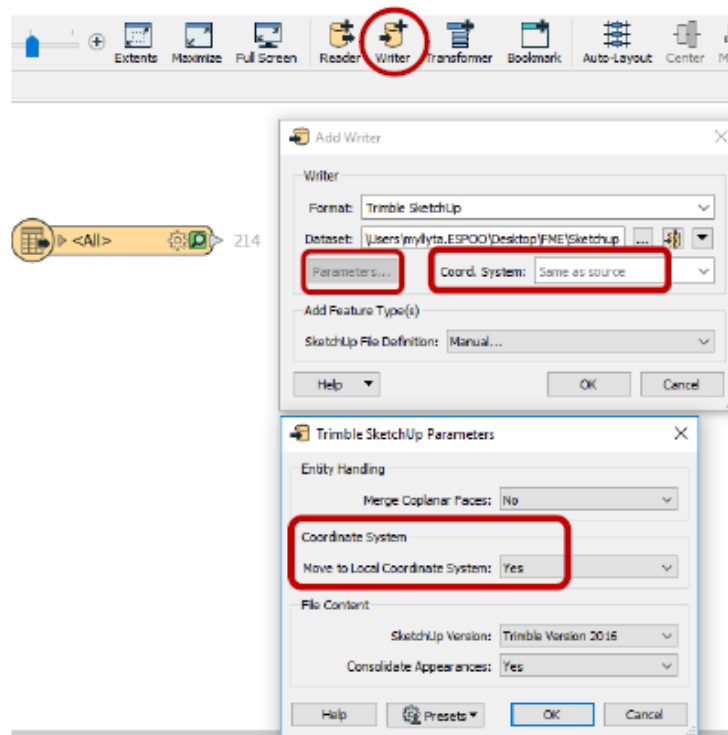 Extents Maximize Full Screen Reader Writer Transformer Bookmark Auto-Layout Center
Add Writer
Writer
Format: Trimble SketchUp
Dataset: \Users\myllyta.ESPOO\Desktop\FME\Sketchup ...
Parameters... Coord. System: Same as source
<All> 214
Add Feature Type(s)
SketchUp File Definition: Manual...
Help OK Cancel
Trimble SketchUp Parameters
Entity Handling
Merge Coplanar Faces: No
Coordinate System
Move to Local Coordinate System: Yes
File Content
SketchUp Version: Trimble Version 2016
Consolidate Appearances: Yes
Help Presets OK Cancel